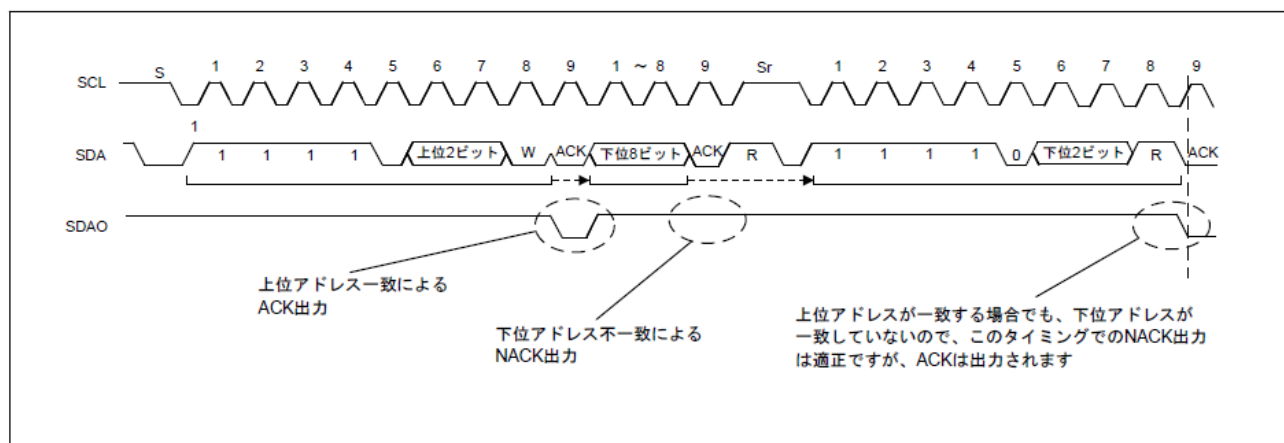 SCL S 1 2 3 4 5 6 7 8 9 1 ～ 8 9 Sr 1 2 3 4 5 6 7 8 9
1
SDA 1 1 1 1 上位2ビット W ACK 下位8ビット ACK R 1 1 1 1 0 下位2ビット R ACK
SDAO
上位アドレス一致による
ACK出力
下位アドレス不一致による
NACK出力
上位アドレスが一致する場合でも、下位アドレスが
一致していないので、このタイミングでのNACK出力
は適正ですが、ACKは出力されます